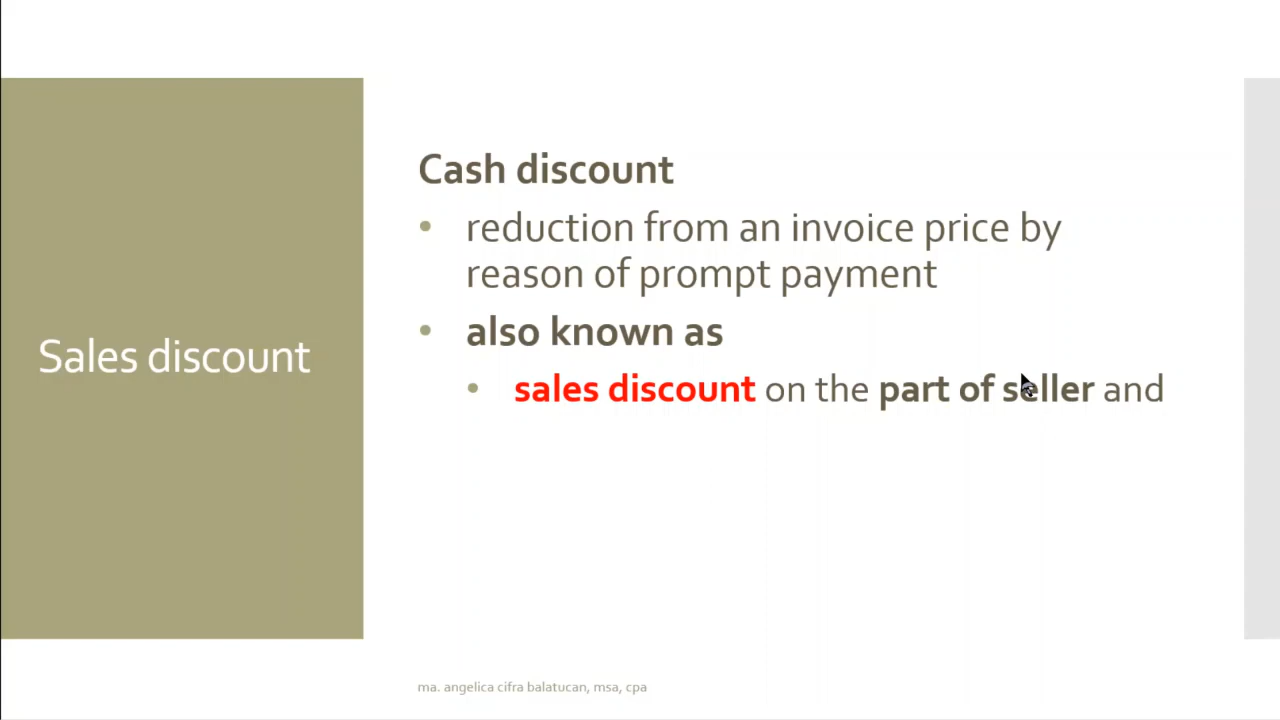 Sales discount
Cash discount
• reduction from an invoice price by
reason of prompt payment
• also known as
• sales discount on the part of seller and
ma. angelica cifra balatucan, msa, cpa